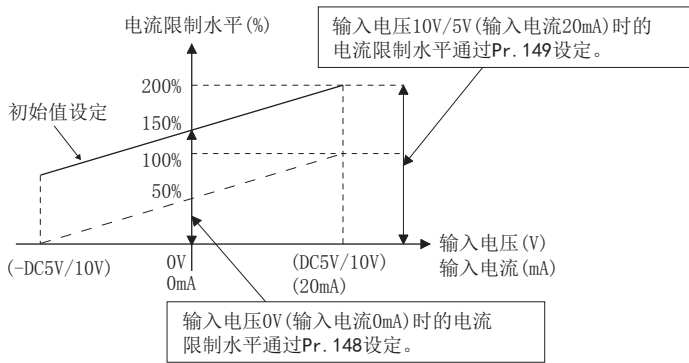 电流限制水平(%)
输入电压10V/5V(输入电流20mA)时的
电流限制水平通过Pr.149设定。
200%
初始值设定
150%
100%
50%
(-DC5V/10V)
0V
0mA
(DC5V/10V)
(20mA)
输入电压(V)
输入电流(mA)
输入电压0V(输入电流0mA)时的电流
限制水平通过Pr.148设定。